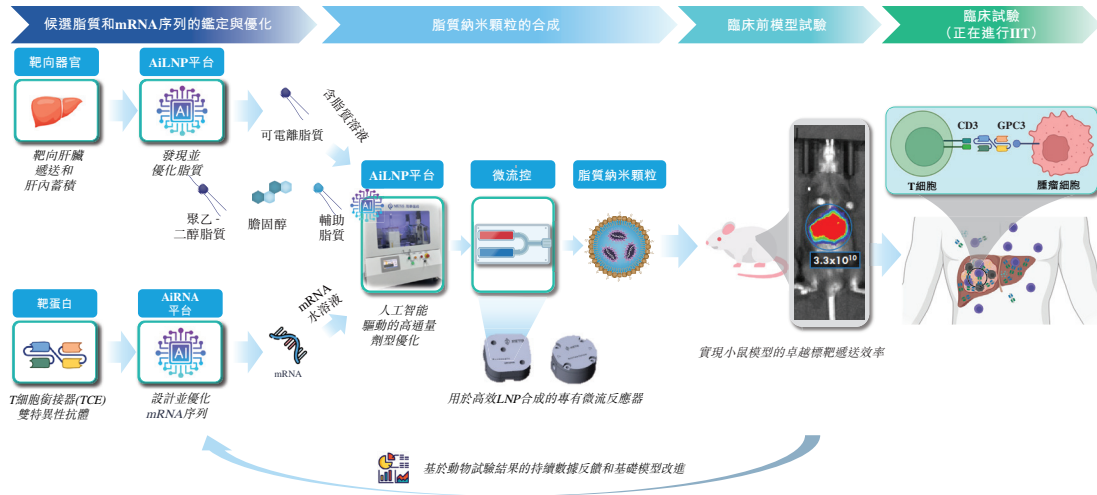 候選脂質和mRNA序列的鑑定與優化
脂質納米顆粒的合成
臨床前模型試驗
臨床試驗
（正在進行IIT）
靶向器官
AiLNP平台
AI
靶向肝臟
遞送和
肝內蓄積
發現並
優化脂質
可電離脂質
含脂質溶液
聚乙二醇脂質
膽固醇
輔助
脂質
AiLNP平台
AI
微流控
脂質納米顆粒
人工智能
驅動的高通量
劑型優化
用於高效LNP合成的專有微流反應器
3.3x10¹⁰
實現小鼠模型的卓越標靶遞送效率
CD3
GPC3
T細胞
腫瘤細胞
靶蛋白
AiRNA
平台
AI
T細胞銜接器(TCE)
雙特異性抗體
設計並優化
mRNA序列
mRNA
mRNA
水溶液
基於動物試驗結果的持續數據反饋和基礎模型改進